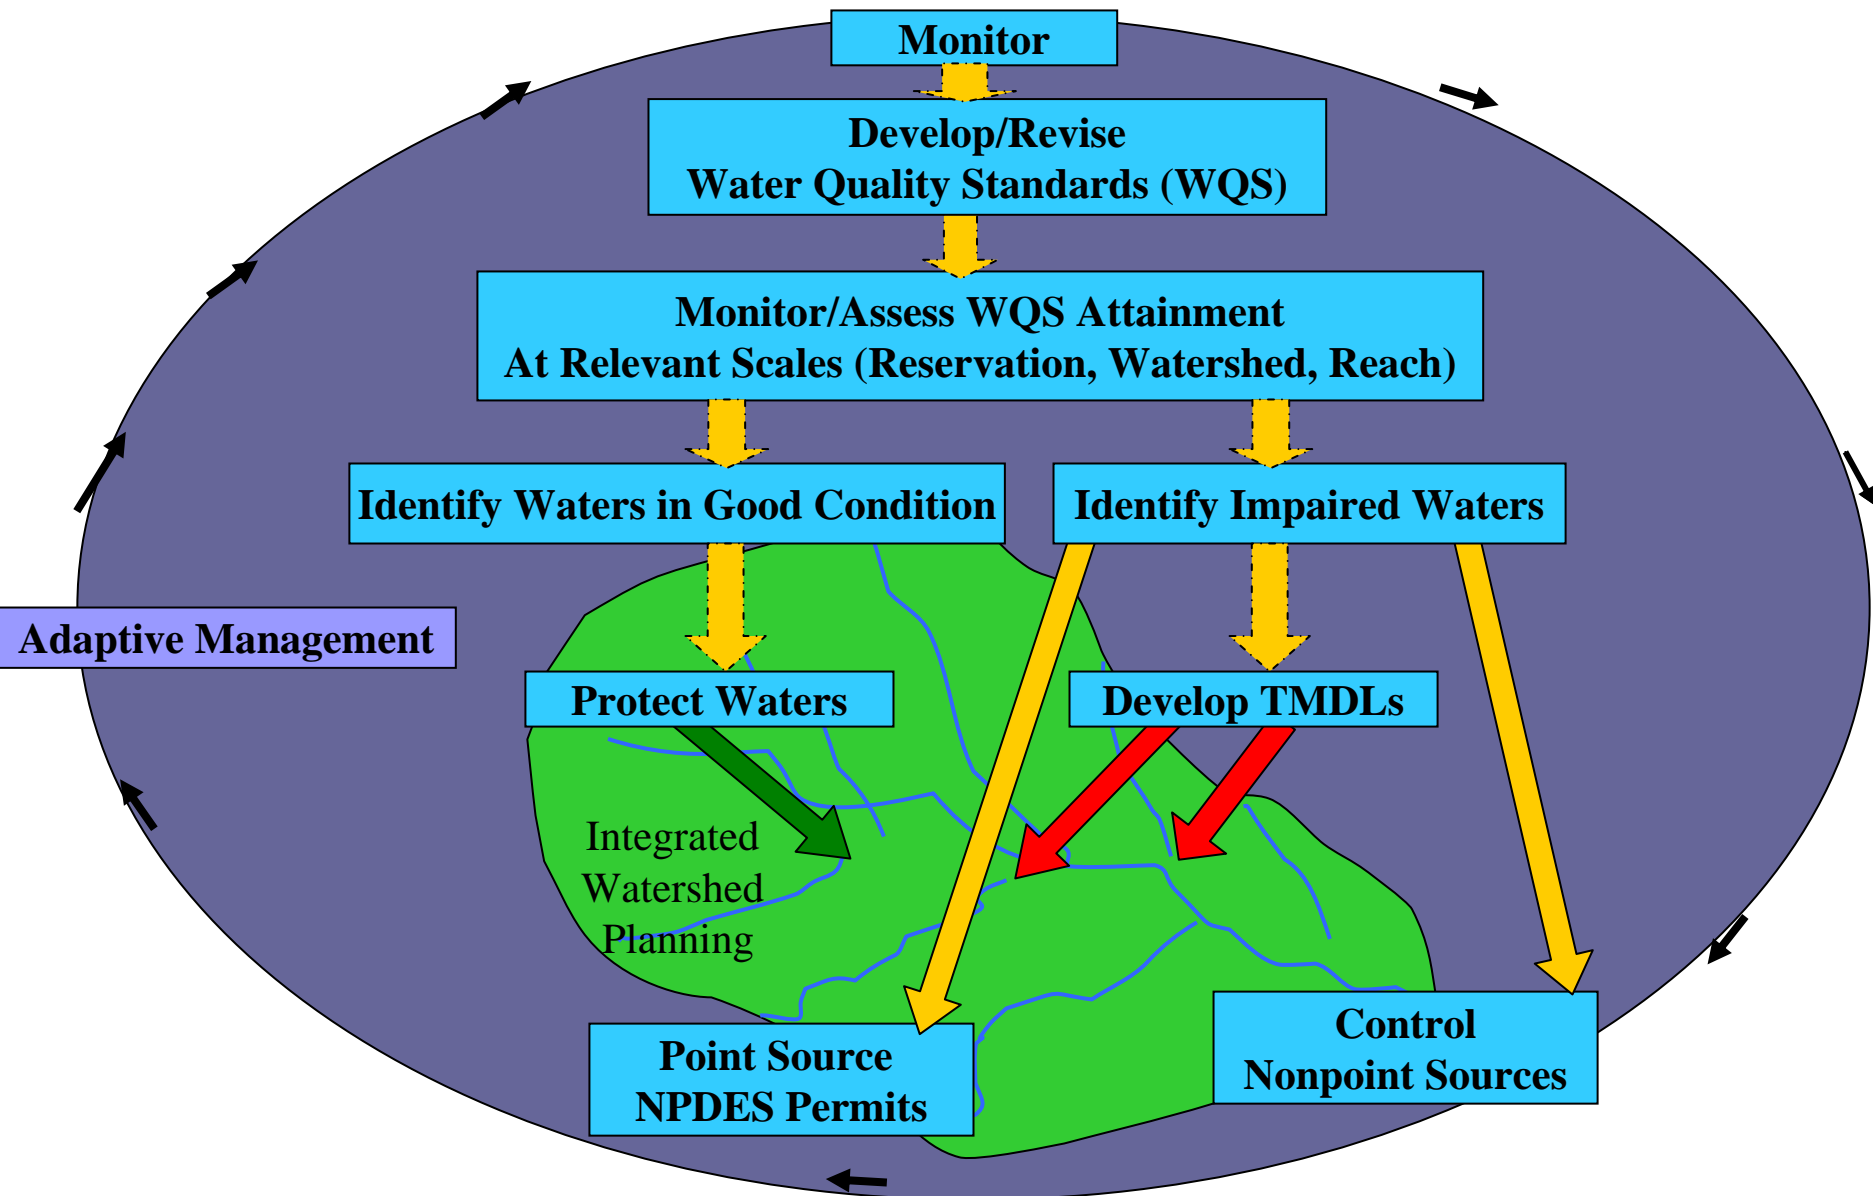 Monitor
Develop/Revise
Water Quality Standards (WQS)
Monitor/Assess WQS Attainment
At Relevant Scales (Reservation, Watershed, Reach)
Identify Waters in Good Condition
Identify Impaired Waters
Adaptive Management
Protect Waters
Develop TMDLs
Integrated
Watershed
Planning
Point Source
NPDES Permits
Control
Nonpoint Sources